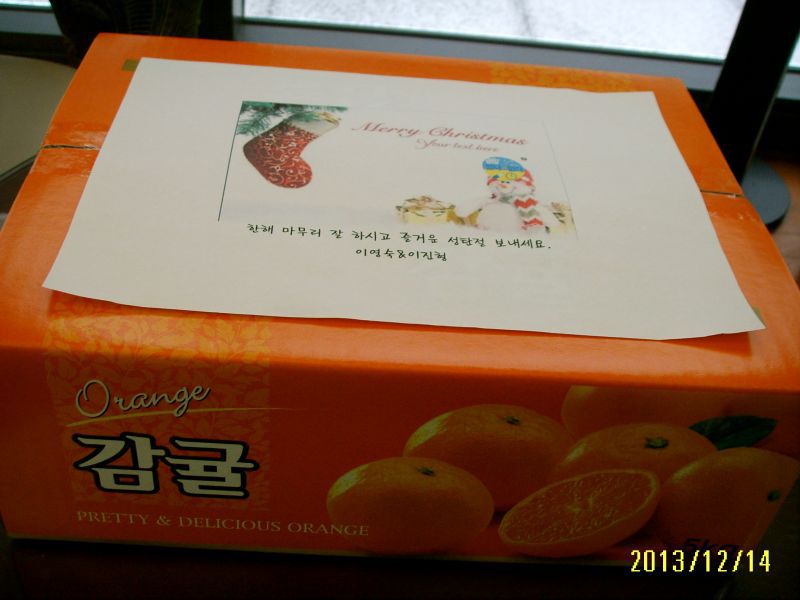 Merry Christmas
Your text here
한해 마무리 잘 하시고 즐거운 성탄절 보내세요.
이영숙&이진형
Orange
감귤
PRETTY & DELICIOUS ORANGE
5kg
2013/12/14